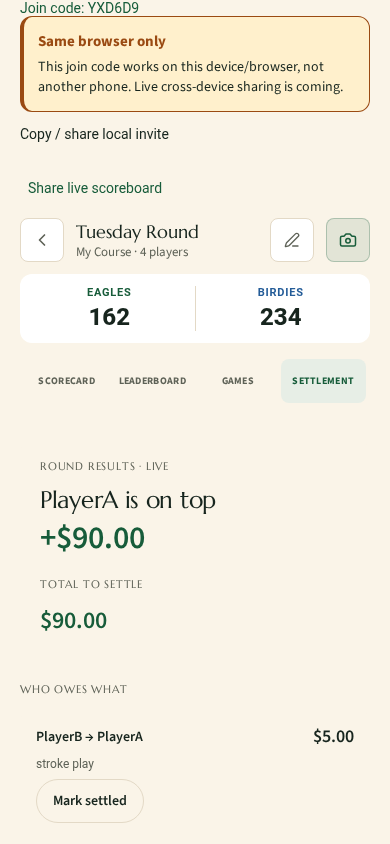 Join code: YXD6D9
Same browser only
This join code works on this device/browser, not
another phone. Live cross-device sharing is coming.
Copy / share local invite
Share live scoreboard
Tuesday Round
My Course · 4 players
EAGLES
162
BIRDIES
234
SCORECARD
LEADERBOARD
GAMES
SETTLEMENT
ROUND RESULTS · LIVE
PlayerA is on top
+$90.00
TOTAL TO SETTLE
$90.00
WHO OWES WHAT
PlayerB → PlayerA
$5.00
stroke play
Mark settled